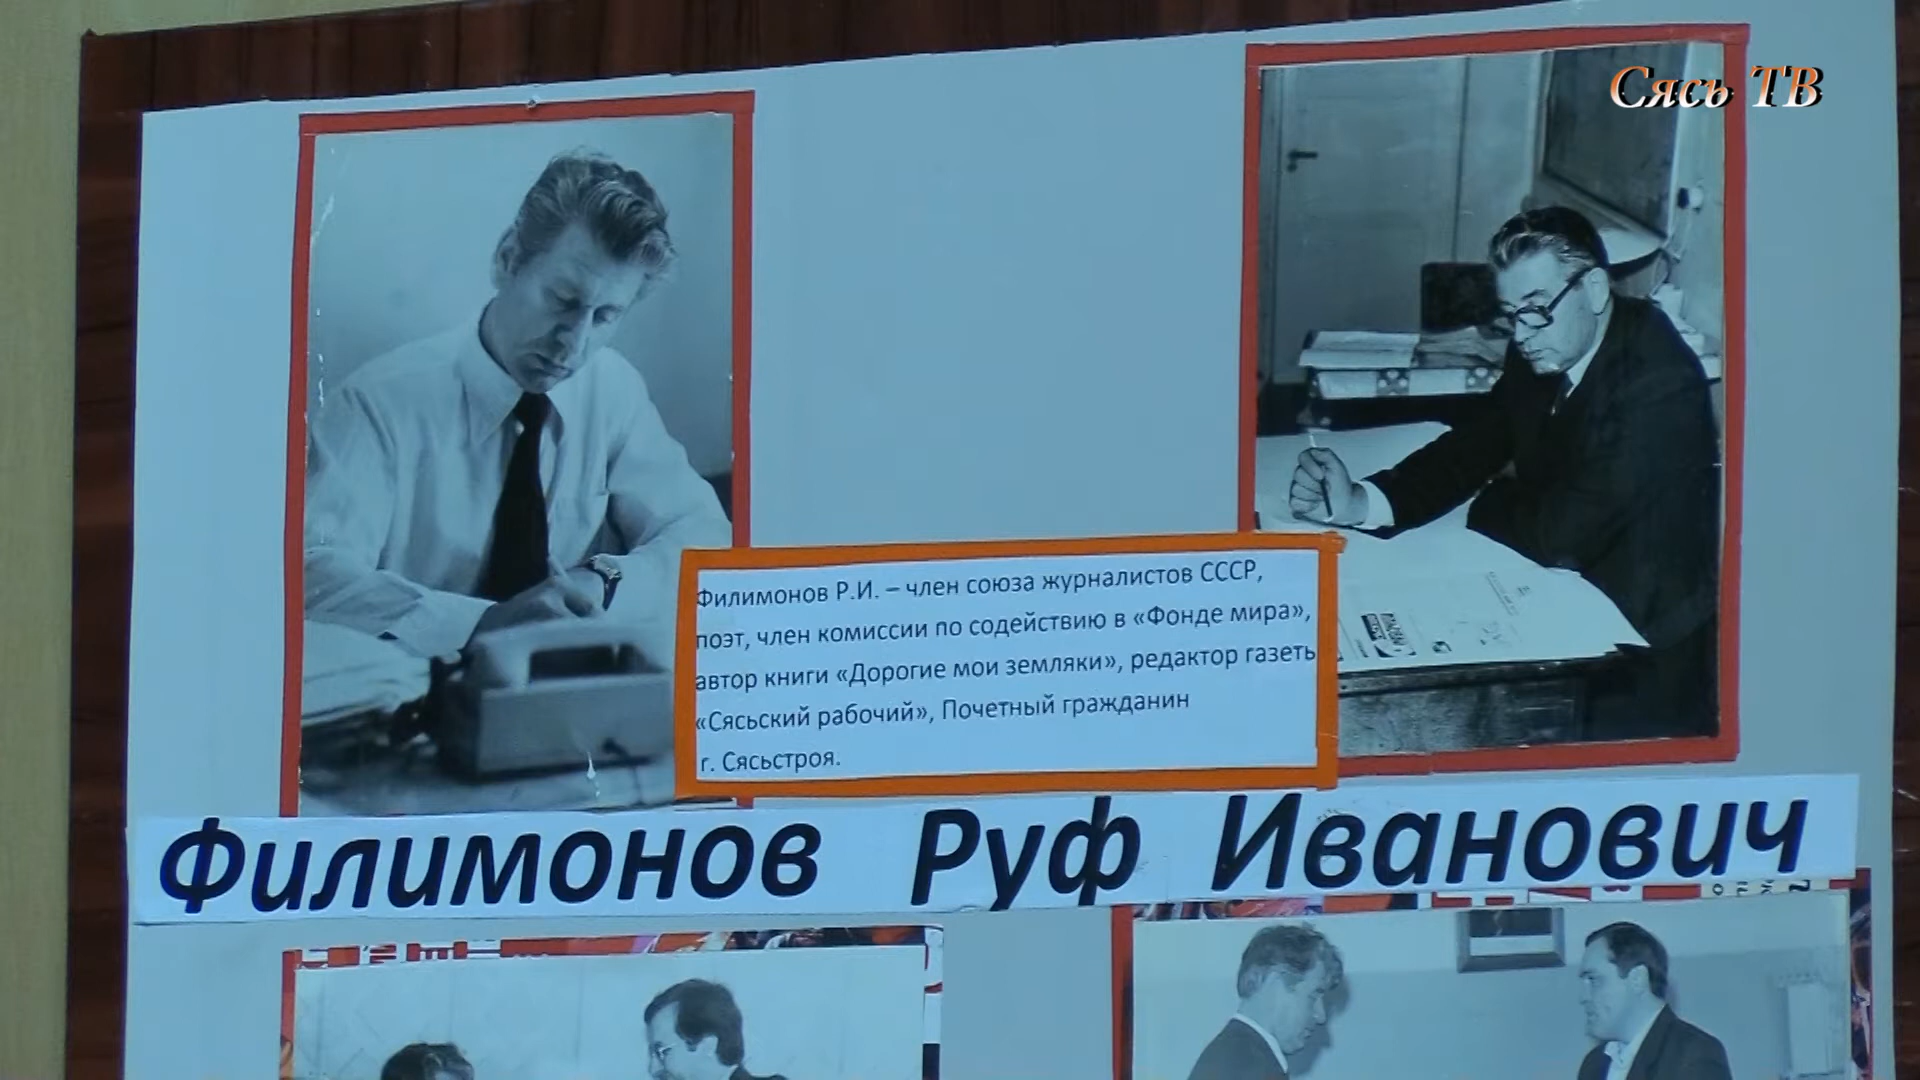 Сясь ТВ
Филимонов Р.И. – член союза журналистов СССР,
поэт, член комиссии по содействию в «Фонде мира»,
автор книги «Дорогие мои земляки», редактор газеты
«Сясьский рабочий», Почетный гражданин
г. Сясьстроя.
Филимонов Руф Иванович